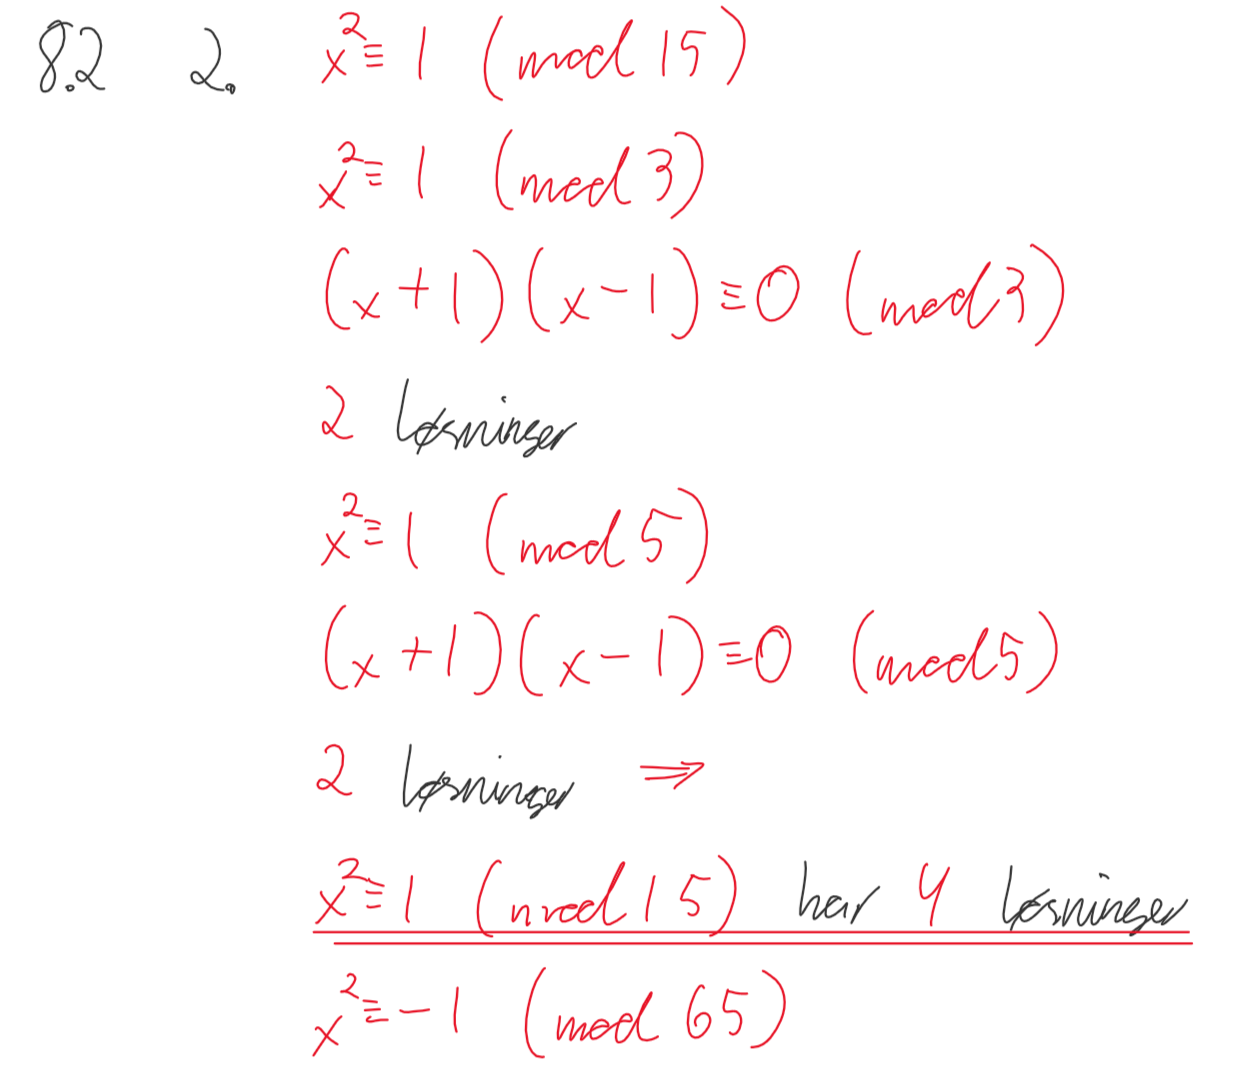 8.2 2. x² ≡ 1 (mod 15)
x² ≡ 1 (mod 3)
(x + 1)(x − 1) ≡ 0 (mod 3)
2 løsninger
x² ≡ 1 (mod 5)
(x + 1)(x − 1) ≡ 0 (mod 5)
2 løsninger ⇒
x² ≡ 1 (mod 15) har 4 løsninger
x² ≡ −1 (mod 65)